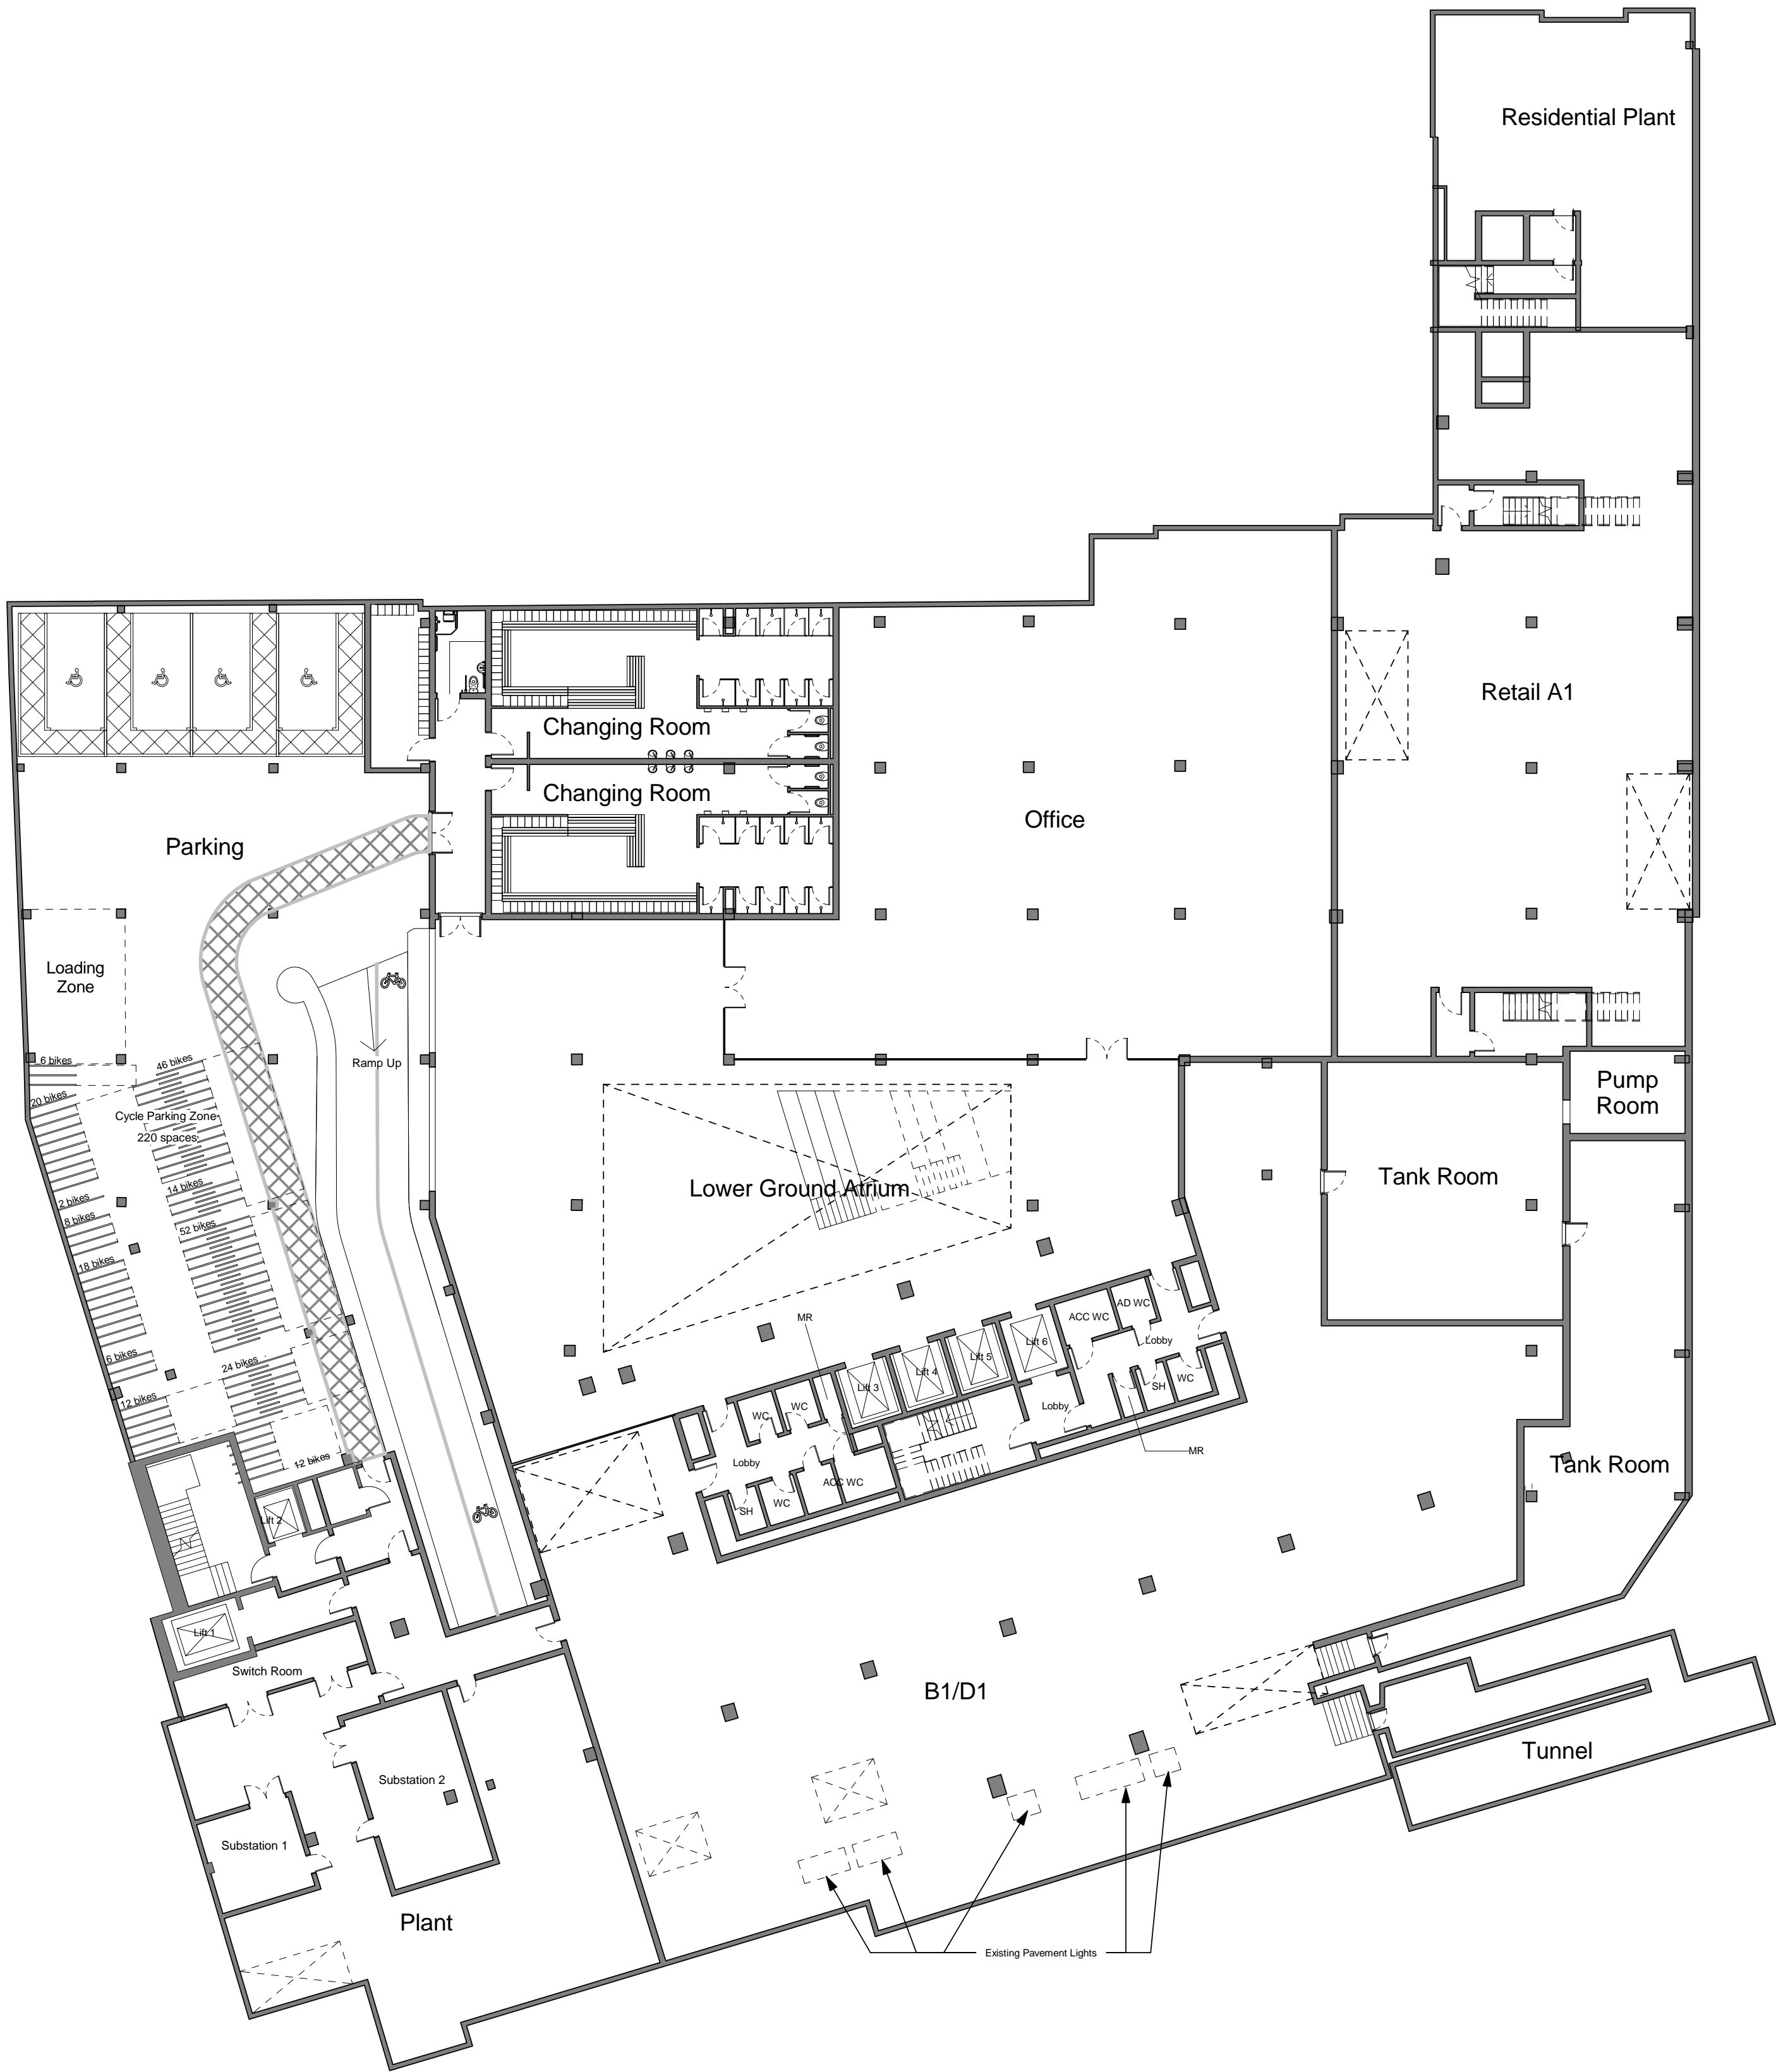 Residential Plant
Retail A1
Changing Room
Changing Room
Office
Parking
Loading
Zone
Ramp Up
6 bikes
46 bikes
20 bikes
Cycle Parking Zone
220 spaces
14 bikes
2 bikes
8 bikes
52 bikes
18 bikes
6 bikes
24 bikes
12 bikes
12 bikes
Pump
Room
Tank Room
Lower Ground Atrium
MR
ACC WC
AD WC
Lobby
Lift 6
Lift 5
Lift 4
Lift 3
SH
WC
WC
WC
Lobby
MR
Lobby
ACC WC
WC
SH
Tank Room
Lift 2
Lift 1
Switch Room
B1/D1
Tunnel
Substation 2
Substation 1
Plant
Existing Pavement Lights